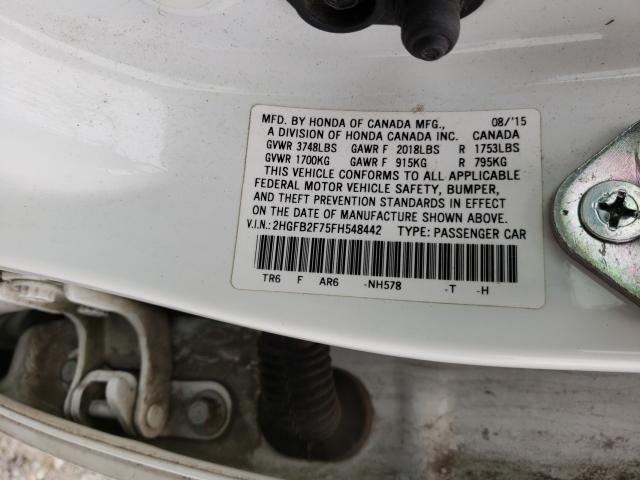 MFD. BY HONDA OF CANADA MFG., 08/'15
A DIVISION OF HONDA CANADA INC. CANADA
GVWR 3748LBS GAWR F 2018LBS R 1753LBS
GVWR 1700KG GAWR F 915KG R 795KG
THIS VEHICLE CONFORMS TO ALL APPLICABLE
FEDERAL MOTOR VEHICLE SAFETY, BUMPER,
AND THEFT PREVENTION STANDARDS IN EFFECT
ON THE DATE OF MANUFACTURE SHOWN ABOVE.
V.I.N.: 2HGFB2F75FH548442 TYPE: PASSENGER CAR
TR6 F AR6 -NH578 -T -H